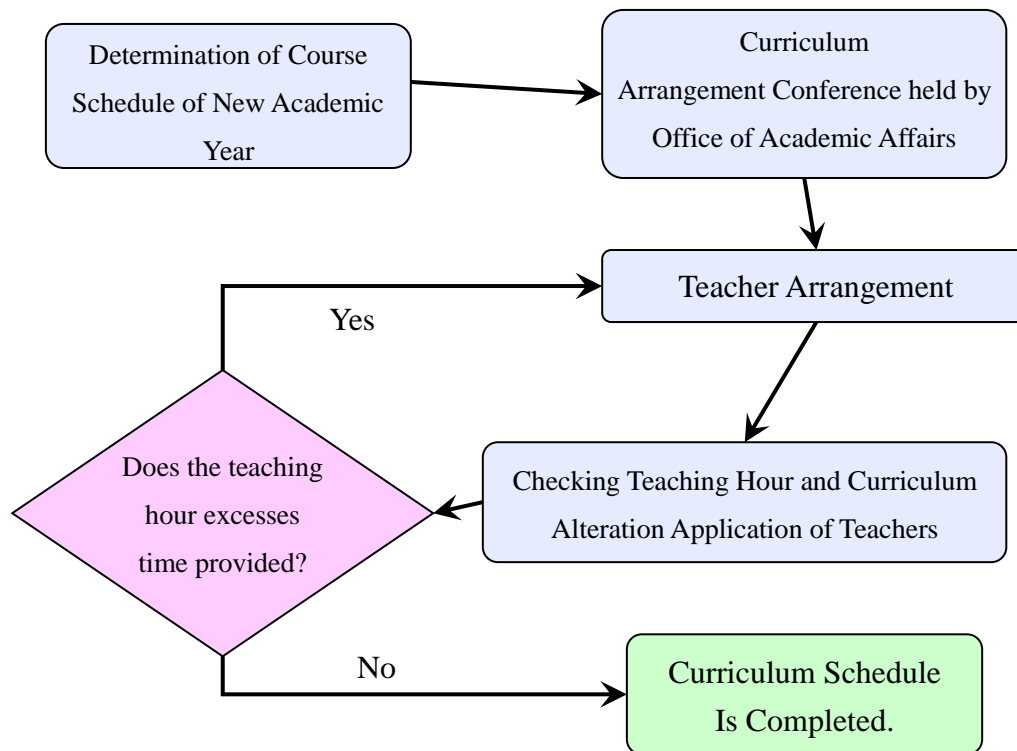 Determination of Course
Schedule of New Academic
Year
Curriculum
Arrangement Conference held by
Office of Academic Affairs
Teacher Arrangement
Yes
Checking Teaching Hour and Curriculum
Alteration Application of Teachers
Does the teaching
hour excesses
time provided?
No
Curriculum Schedule
Is Completed.